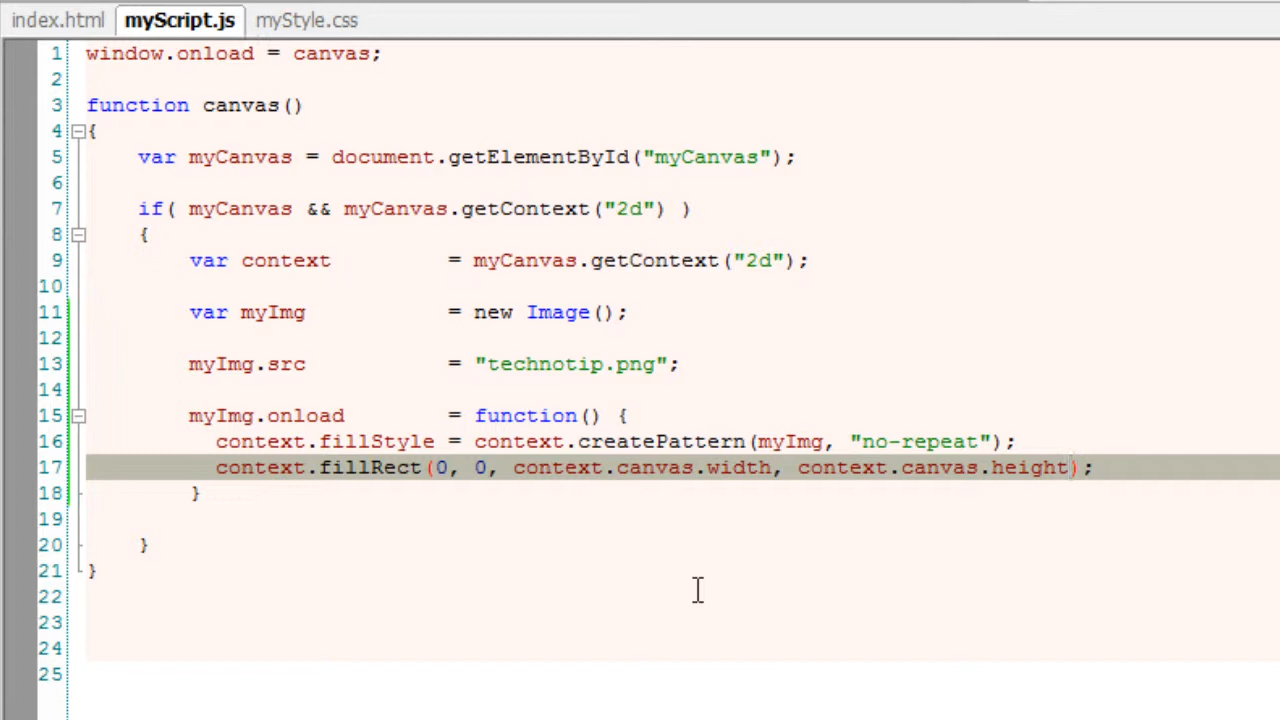 index.html myScript.js myStyle.css
1 window.onload = canvas;
2
3 function canvas()
4 {
5 var myCanvas = document.getElementById("myCanvas");
6
7 if( myCanvas && myCanvas.getContext("2d") )
8 {
9 var context = myCanvas.getContext("2d");
10
11 var myImg = new Image();
12
13 myImg.src = "technotip.png";
14
15 myImg.onload = function() {
16 context.fillStyle = context.createPattern(myImg, "no-repeat");
17 context.fillRect(0, 0, context.canvas.width, context.canvas.height);
18 }
19
20 }
21 }
22
23
24
25